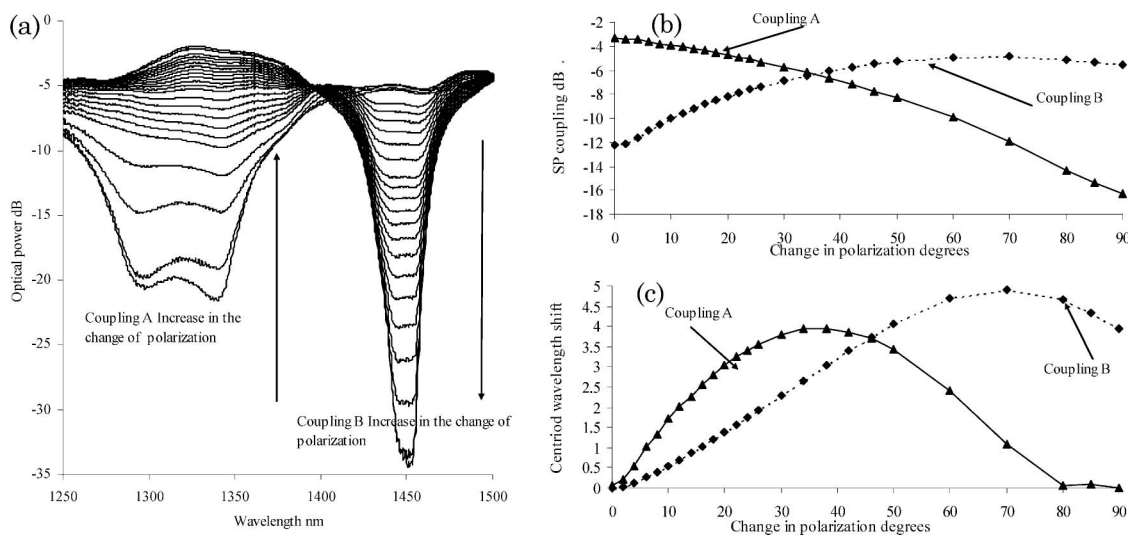 (a)
0
-5
-10
-15
-20
-25
-30
-35
Optical power dB
1250
1300
1350
1400
1450
1500
Wavelength nm
Coupling A Increase in the
change of polarization
Coupling B Increase in the change of
polarization
(b)
-2
-4
-6
-8
-10
-12
-14
-16
-18
SP coupling dB .
Coupling A
Coupling B
0 10 20 30 40 50 60 70 80 90
Change in polarization degrees
(c)
5
4.5
4
3.5
3
2.5
2
1.5
1
0.5
0
Centriod wavelength shift
Coupling A
Coupling B
0 10 20 30 40 50 60 70 80 90
Change in polarization degrees